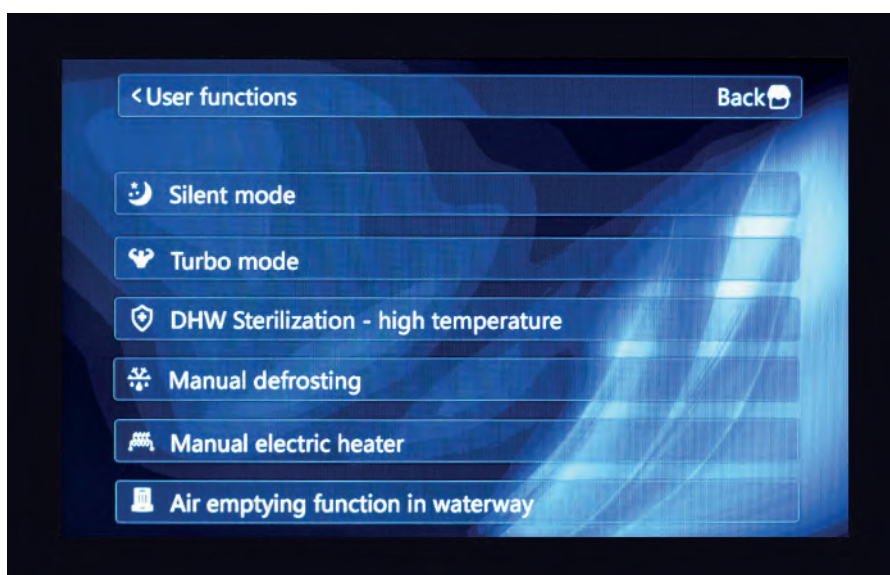 <User functions
Back
Silent mode
Turbo mode
DHW Sterilization - high temperature
Manual defrosting
Manual electric heater
Air emptying function in waterway